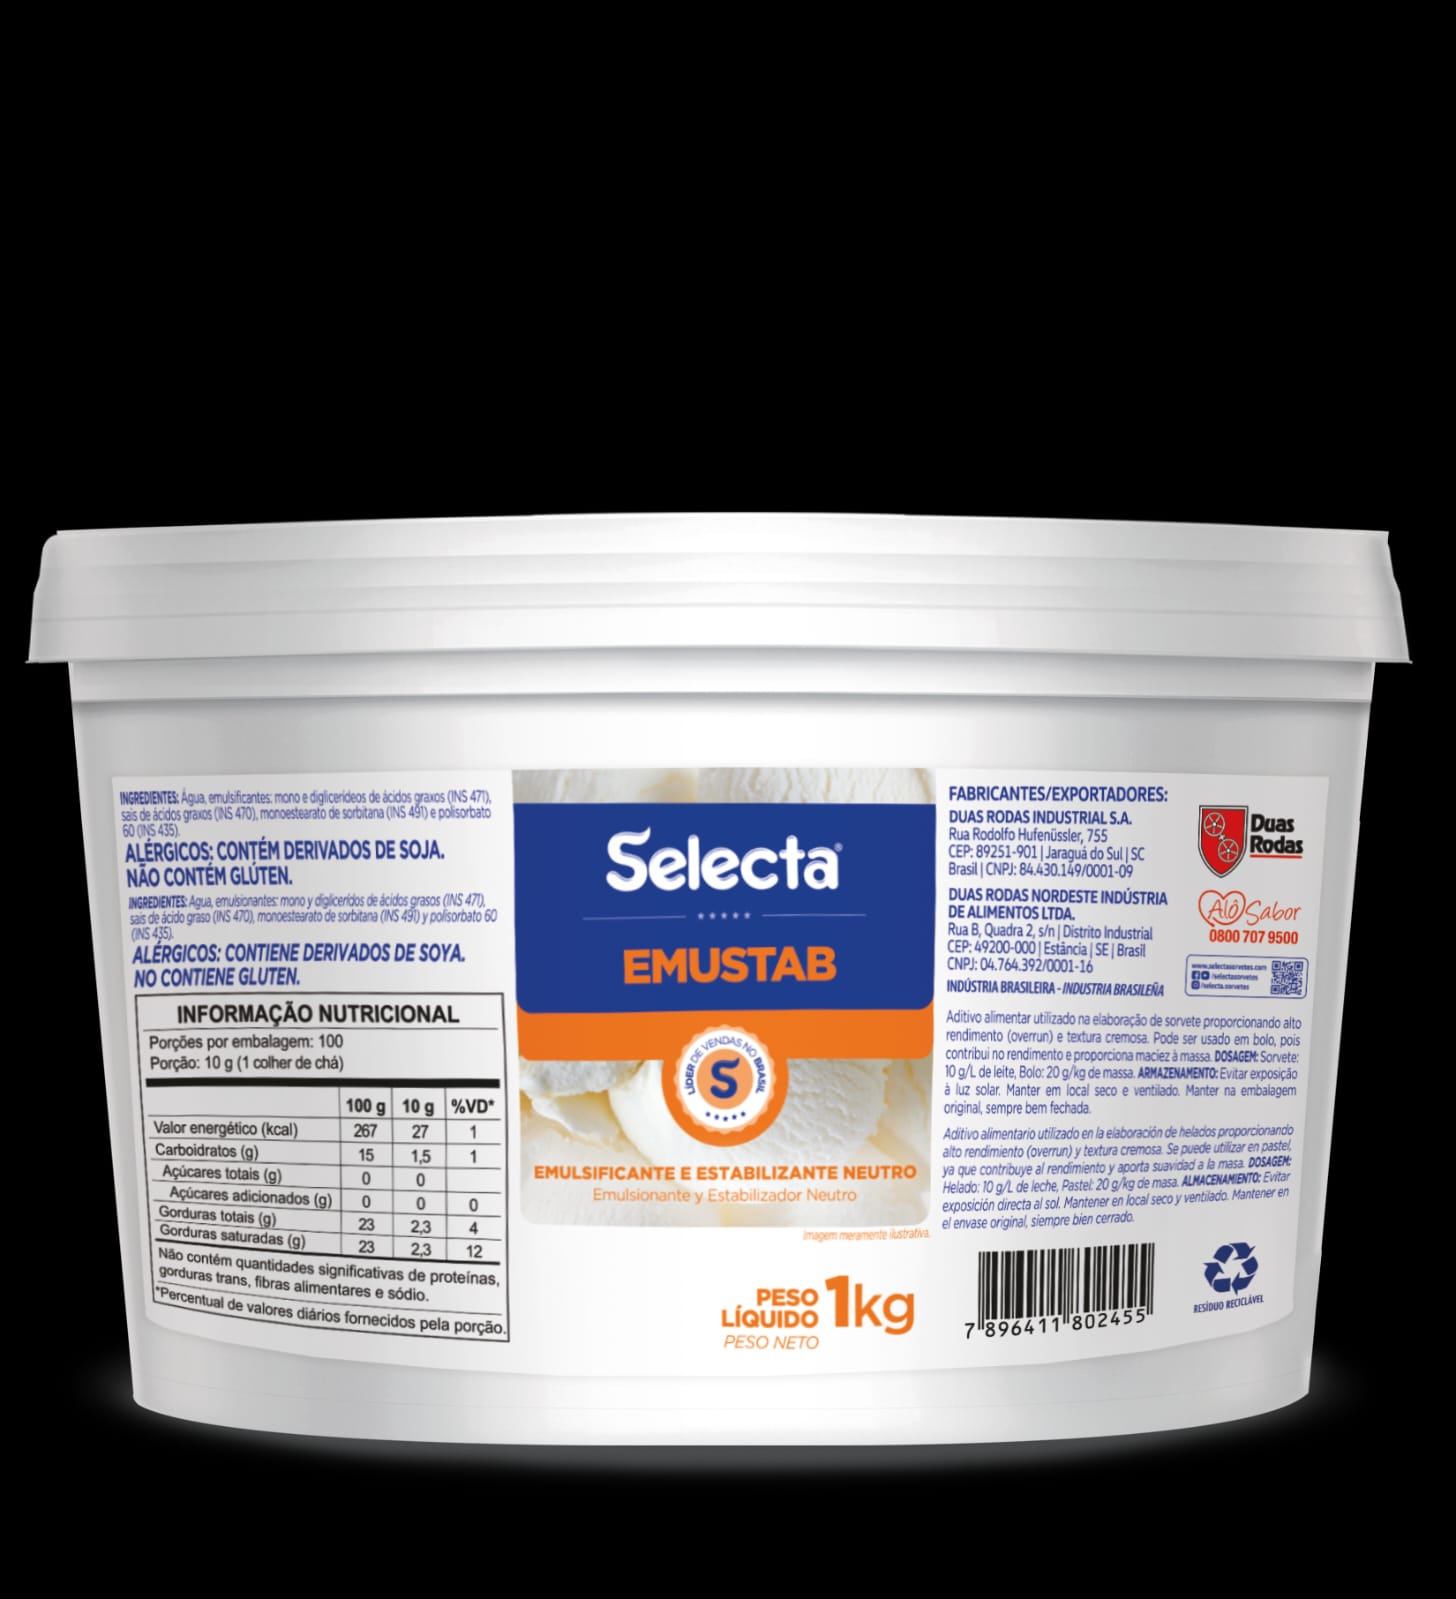 INGREDIENTES: Água, emulsificantes: mono e diglicerídeos de ácidos graxos (INS 471),
sais de ácidos graxos (INS 470), monoestearato de sorbitana (INS 491) e polisorbato
60 (INS 435).
ALÉRGICOS: CONTÉM DERIVADOS DE SOJA.
NÃO CONTÉM GLÚTEN.
INGREDIENTES: Agua, emulsionantes: mono y digliceridos de ácidos grasos (INS 471),
sais de ácido graso (INS 470), monoestearato de sorbitana (INS 491) y polisorbato 60
(INS 435).
ALÉRGICOS: CONTIENE DERIVADOS DE SOYA.
NO CONTIENE GLUTEN.
INFORMAÇÃO NUTRICIONAL
Porções por embalagem: 100
Porção: 10 g (1 colher de chá)
100 g 10 g %VD*
Valor energético (kcal) 267 27 1
Carboidratos (g) 15 1,5 1
Açúcares totais (g) 0 0
Açúcares adicionados (g) 0 0 0
Gorduras totais (g) 23 2,3 4
Gorduras saturadas (g) 23 2,3 12
Não contém quantidades significativas de proteínas,
gorduras trans, fibras alimentares e sódio.
*Percentual de valores diários fornecidos pela porção.
Selecta®
EMUSTAB
LÍDER DE VENDAS NO BRASIL
S
EMULSIFICANTE E ESTABILIZANTE NEUTRO
Emulsionante y Estabilizador Neutro
Imagem meramente ilustrativa.
PESO
LÍQUIDO 1kg
PESO NETO
FABRICANTES/EXPORTADORES:
DUAS RODAS INDUSTRIAL S.A.
Rua Rodolfo Hufenüssler, 755
CEP: 89251-901 | Jaraguá do Sul | SC
Brasil | CNPJ: 84.430.149/0001-09
DUAS RODAS NORDESTE INDÚSTRIA
DE ALIMENTOS LTDA.
Rua B, Quadra 2, s/n | Distrito Industrial
CEP: 49200-000 | Estância | SE | Brasil
CNPJ: 04.764.392/0001-16
INDÚSTRIA BRASILEIRA - INDUSTRIA BRASILEÑA
Duas
Rodas
Alô Sabor
0800 707 9500
www.selectasorvetes.com
/selectasorvetes
/selecta.sorvetes
Aditivo alimentar utilizado na elaboração de sorvete proporcionando alto
rendimento (overrun) e textura cremosa. Pode ser usado em bolo, pois
contribui no rendimento e proporciona maciez à massa. DOSAGEM: Sorvete:
10 g/L de leite, Bolo: 20 g/kg de massa. ARMAZENAMENTO: Evitar exposição
à luz solar. Manter em local seco e ventilado. Manter na embalagem
original, sempre bem fechada.
Aditivo alimentario utilizado en la elaboración de helados proporcionando
alto rendimiento (overrun) y textura cremosa. Se puede utilizar en pastel,
ya que contribuye al rendimiento y aporta suavidad a la masa. DOSAGEM:
Helado: 10 g/L de leche, Pastel: 20 g/kg de masa. ALMACENAMIENTO: Evitar
exposición directa al sol. Mantener en local seco y ventilado. Mantener en
el envase original, siempre bien cerrado.
7 896411 802455
RESÍDUO RECICLÁVEL